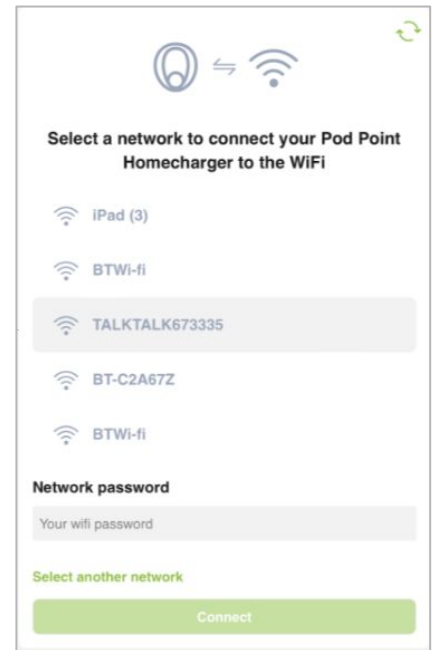 Select a network to connect your Pod Point
Homecharger to the WiFi
iPad (3)
BTWi-fi
TALKTALK673335
BT-C2A67Z
BTWi-fi
Network password
Your wifi password
Select another network
Connect